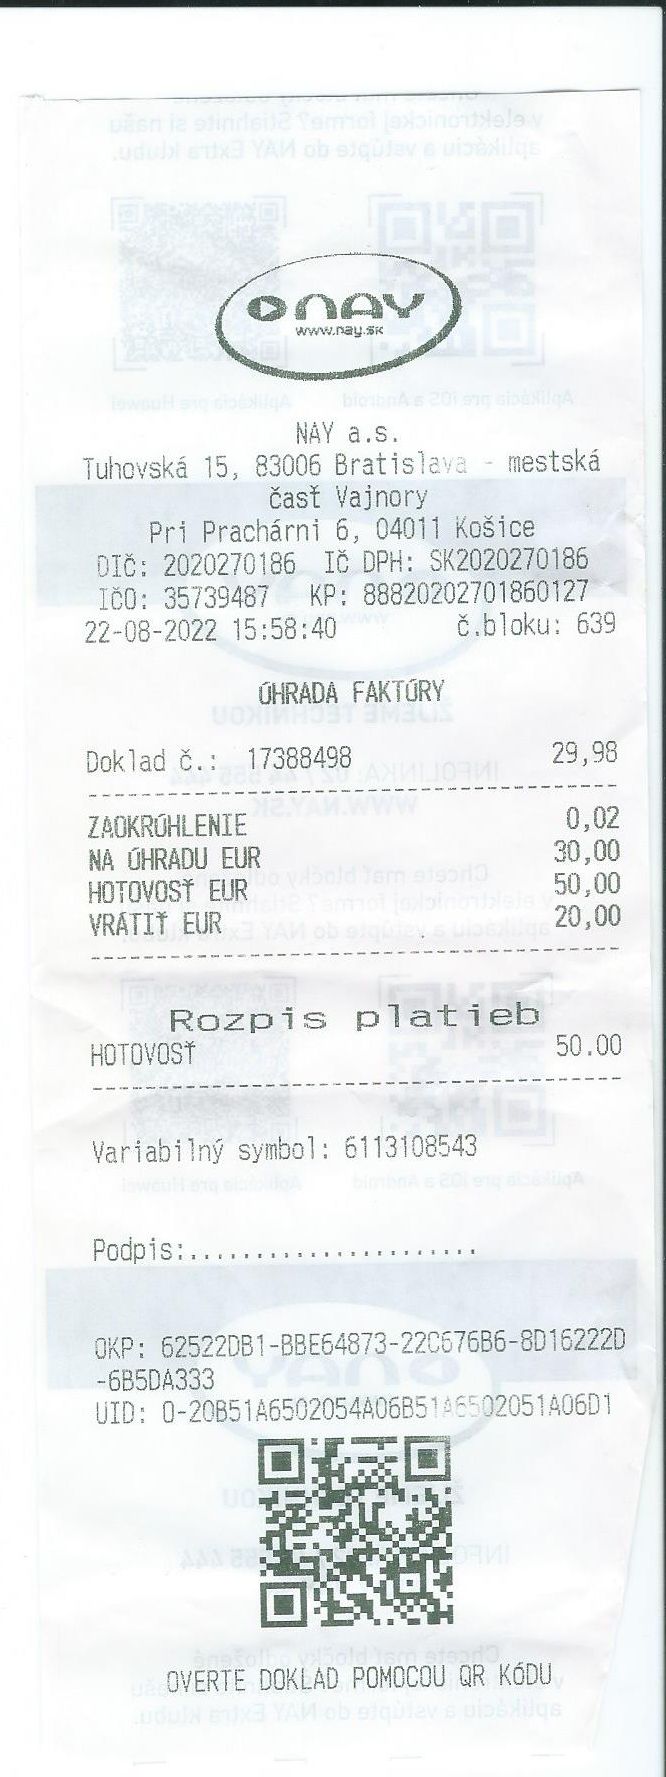 NAY
www.nay.sk
NAY a.s.
Tuhovská 15, 83006 Bratislava - mestská
časť Vajnory
Pri Prachárni 6, 04011 Košice
DIČ: 2020270186 IČ DPH: SK2020270186
IČO: 35739487 KP: 88820202701860127
22-08-2022 15:58:40 č.bloku: 639
ÚHRADA FAKTÚRY
Doklad č.: 17388498 29,98
ZAOKRÚHLENIE 0,02
NA ÚHRADU EUR 30,00
HOTOVOSŤ EUR 50,00
VRÁTIŤ EUR 20,00
Rozpis platieb
HOTOVOSŤ 50.00
Variabilný symbol: 6113108543
Podpis:......................
OKP: 62522DB1-BBE64873-22C676B6-8D16222D
-6B5DA333
UID: O-20B51A6502054A06B51A6502051A06D1
OVERTE DOKLAD POMOCOU QR KÓDU